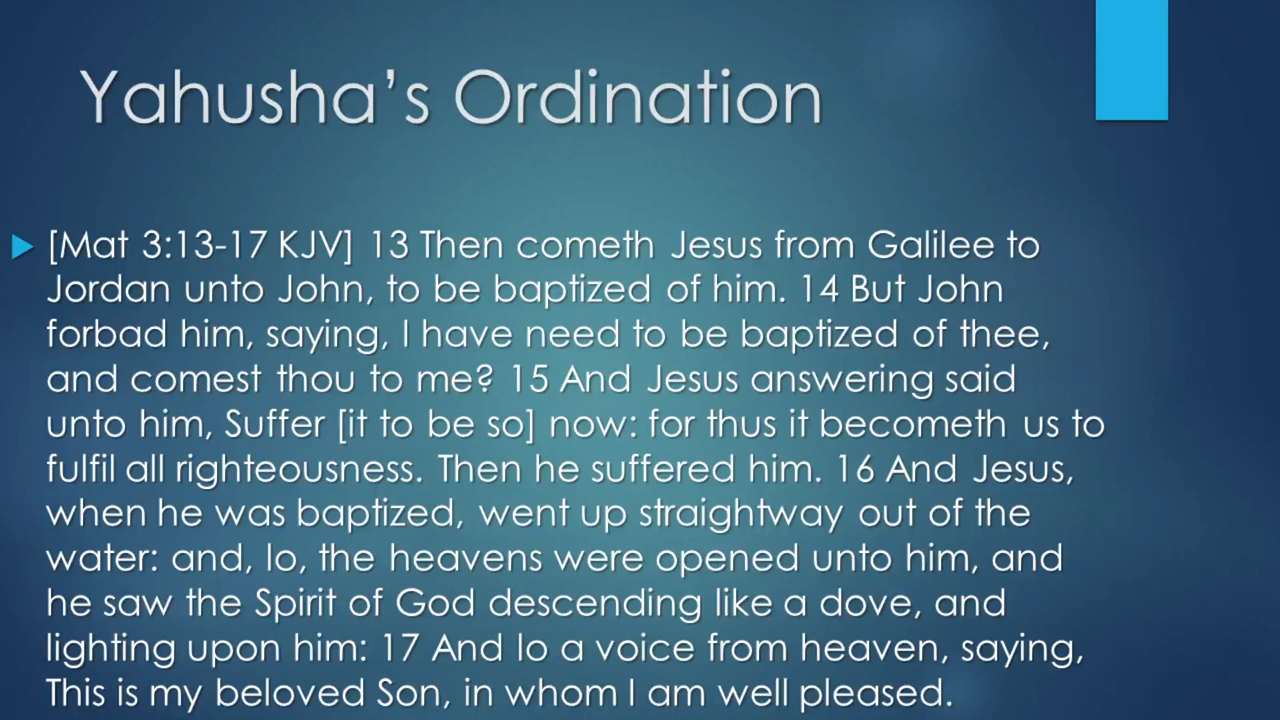 Yahusha’s Ordination
[Mat 3:13-17 KJV] 13 Then cometh Jesus from Galilee to
Jordan unto John, to be baptized of him. 14 But John
forbad him, saying, I have need to be baptized of thee,
and comest thou to me? 15 And Jesus answering said
unto him, Suffer [it to be so] now: for thus it becometh us to
fulfil all righteousness. Then he suffered him. 16 And Jesus,
when he was baptized, went up straightway out of the
water: and, lo, the heavens were opened unto him, and
he saw the Spirit of God descending like a dove, and
lighting upon him: 17 And lo a voice from heaven, saying,
This is my beloved Son, in whom I am well pleased.